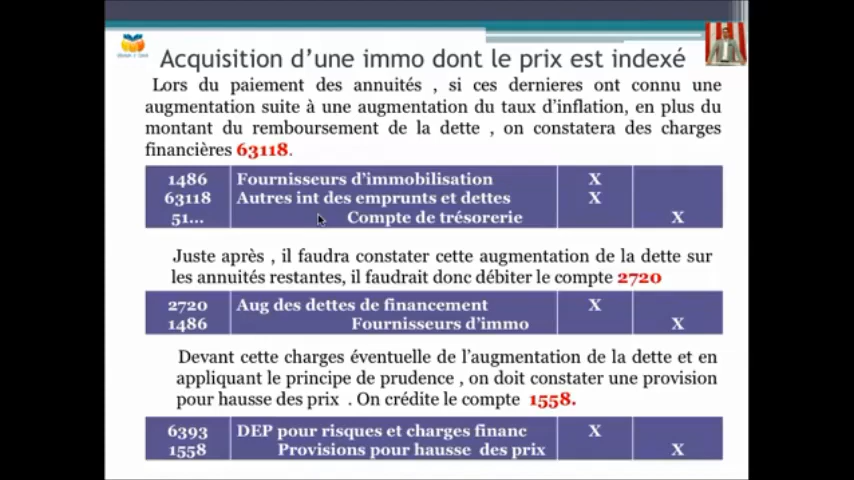 Acquisition d'une immo dont le prix est indexé
Lors du paiement des annuités , si ces dernieres ont connu une
augmentation suite à une augmentation du taux d'inflation, en plus du
montant du remboursement de la dette , on constatera des charges
financières 63118.
1486 Fournisseurs d'immobilisation X
63118 Autres int des emprunts et dettes X
51... Compte de trésorerie X
Juste après , il faudra constater cette augmentation de la dette sur
les annuités restantes, il faudrait donc débiter le compte 2720
2720 Aug des dettes de financement X
1486 Fournisseurs d'immo X
Devant cette charges éventuelle de l'augmentation de la dette et en
appliquant le principe de prudence , on doit constater une provision
pour hausse des prix . On crédite le compte 1558.
6393 DEP pour risques et charges financ X
1558 Provisions pour hausse des prix X